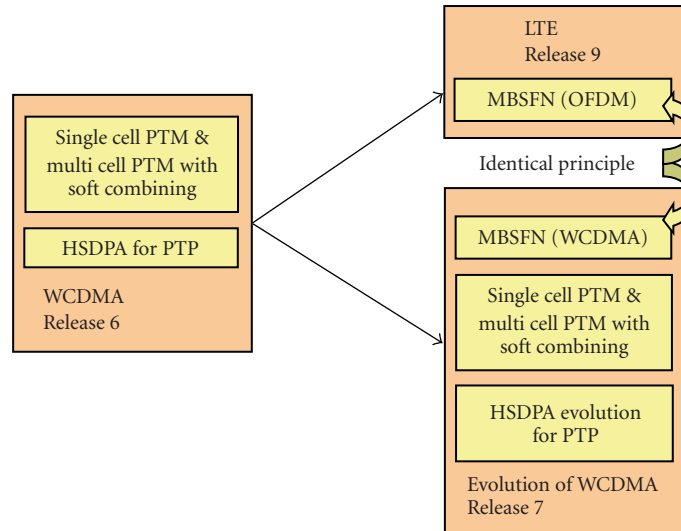 Single cell PTM &
multi cell PTM with
soft combining
HSDPA for PTP
WCDMA
Release 6
LTE
Release 9
MBSFN (OFDM)
Identical principle
MBSFN (WCDMA)
Single cell PTM &
multi cell PTM with
soft combining
HSDPA evolution
for PTP
Evolution of WCDMA
Release 7